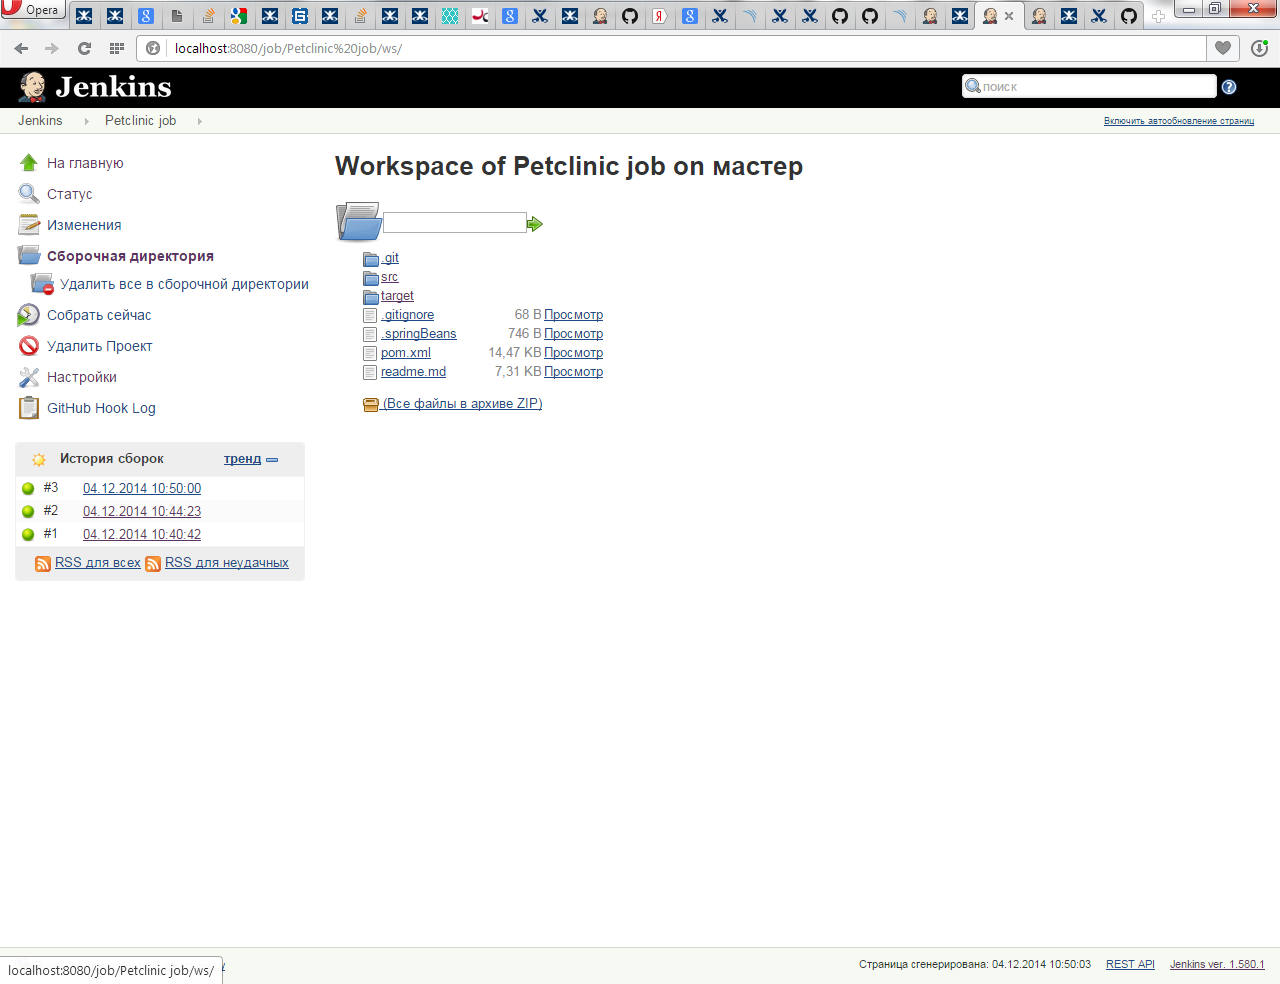 Opera
localhost:8080/job/Petclinic%20job/ws/
Jenkins
поиск
Jenkins
Petclinic job
Включить автообновление страниц
На главную
Статус
Изменения
Сборочная директория
Удалить все в сборочной директории
Собрать сейчас
Удалить Проект
Настройки
GitHub Hook Log
История сборок тренд
#3 04.12.2014 10:50:00
#2 04.12.2014 10:44:23
#1 04.12.2014 10:40:42
RSS для всех RSS для неудачных
Workspace of Petclinic job on мастер
.git
src
target
.gitignore 68 B Просмотр
.springBeans 746 B Просмотр
pom.xml 14,47 KB Просмотр
readme.md 7,31 KB Просмотр
(Все файлы в архиве ZIP)
localhost:8080/job/Petclinic job/ws/
Страница сгенерирована: 04.12.2014 10:50:03 REST API Jenkins ver. 1.580.1